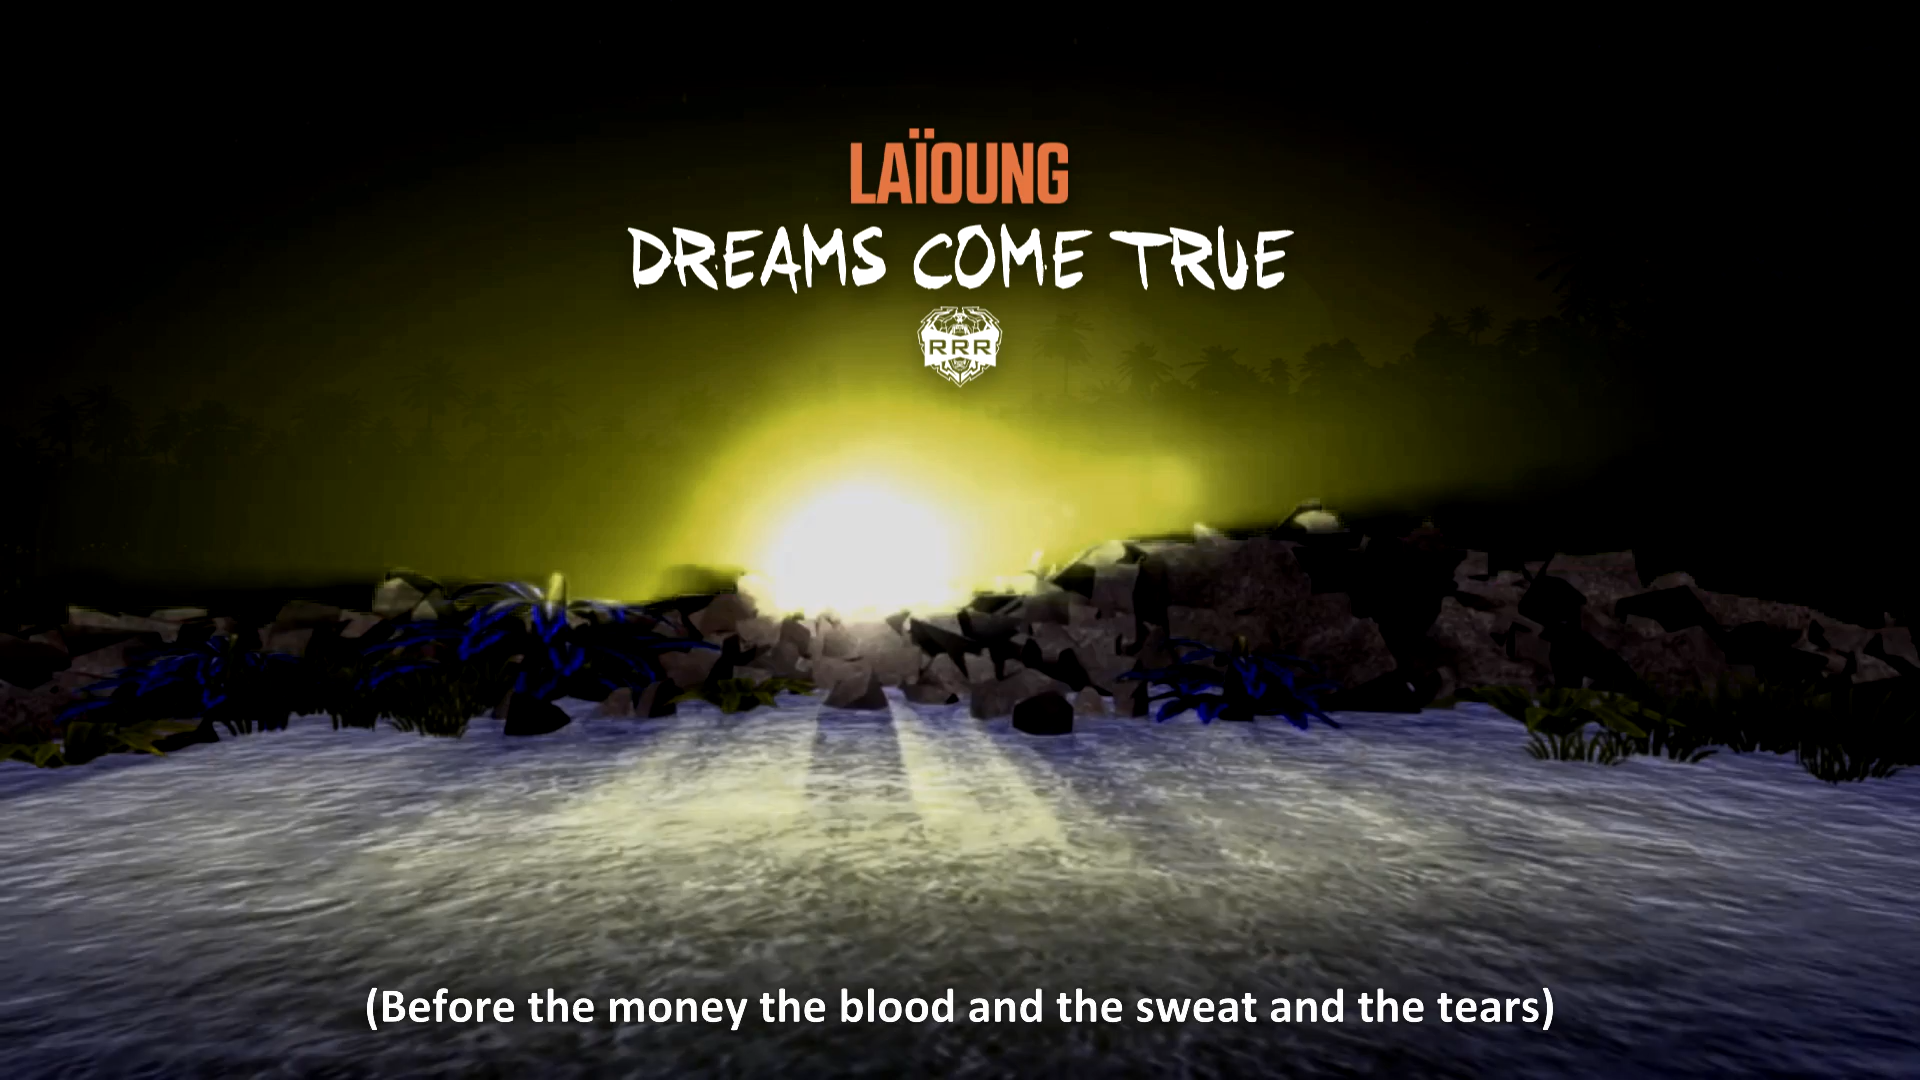 LAÏOUNG
DREAMS COME TRUE
RRR
(Before the money the blood and the sweat and the tears)